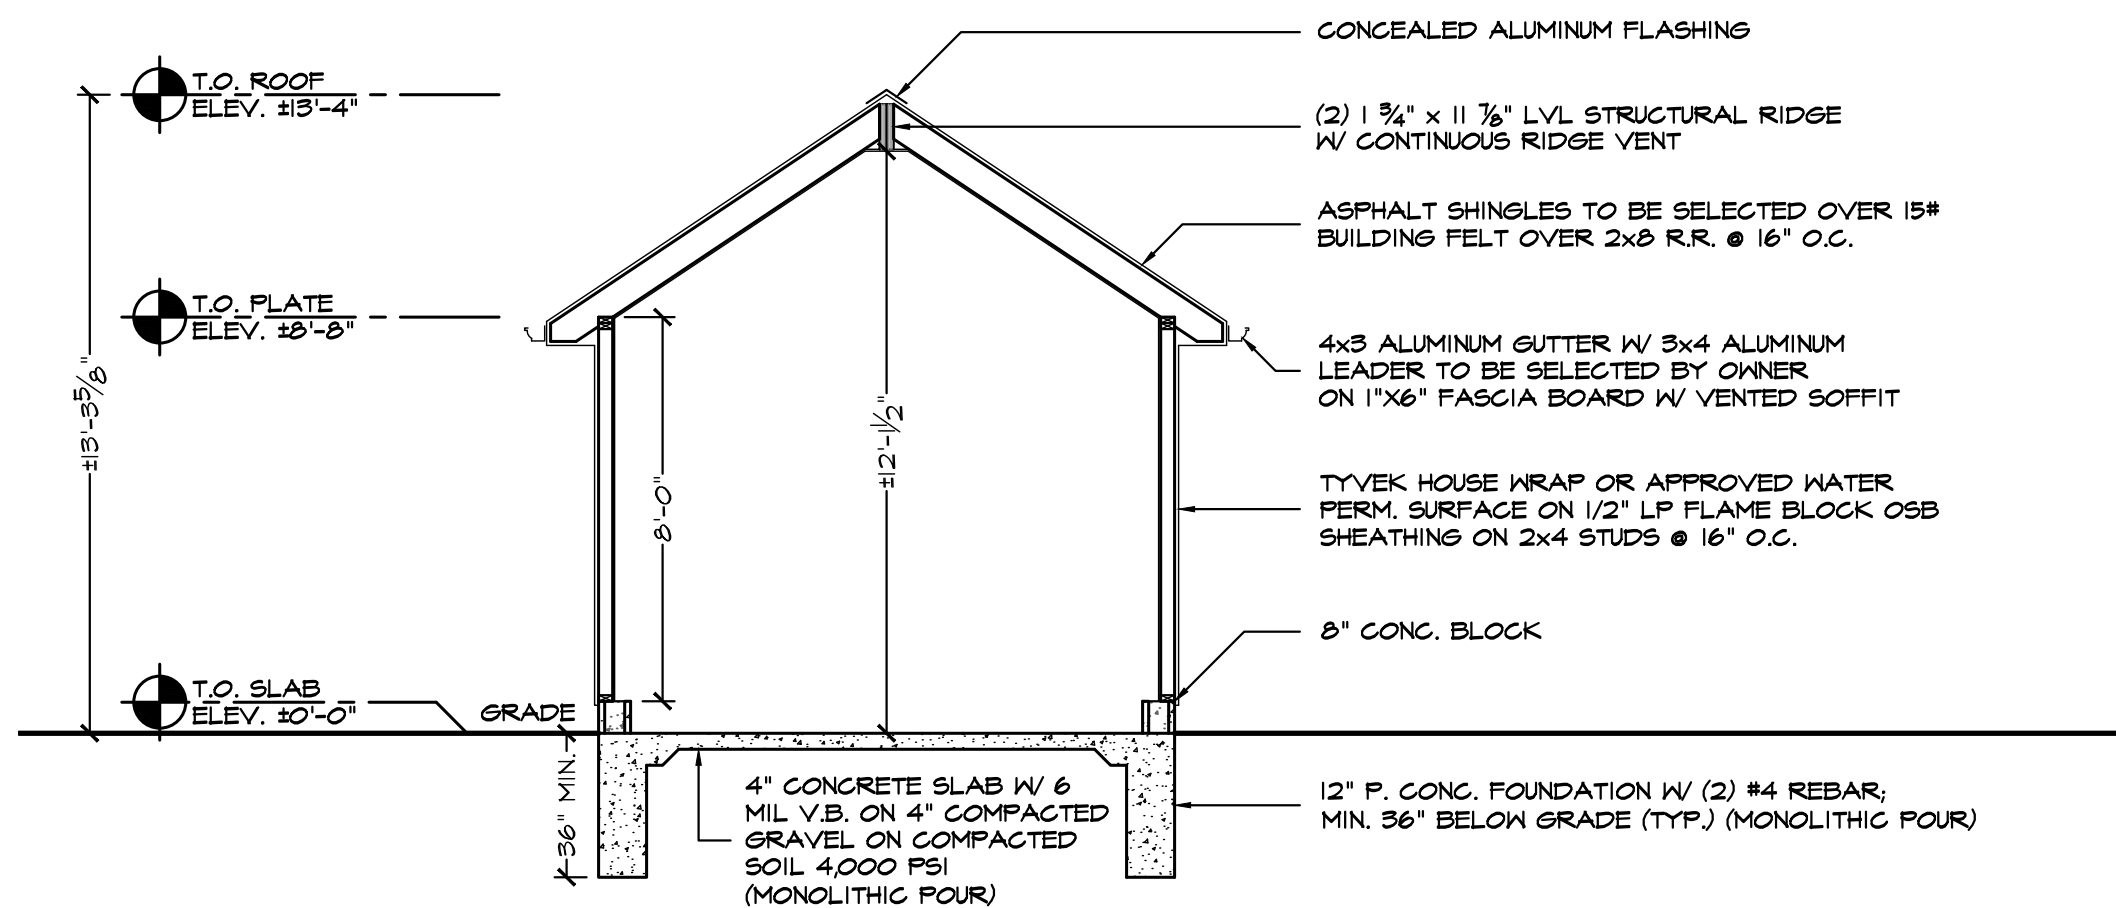 CONCEALED ALUMINUM FLASHING
T.O. ROOF
ELEV. ±13'-4"
(2) 1 3/4" x 11 7/8" LVL STRUCTURAL RIDGE
W/ CONTINUOUS RIDGE VENT
ASPHALT SHINGLES TO BE SELECTED OVER 15#
BUILDING FELT OVER 2x8 R.R. @ 16" O.C.
T.O. PLATE
ELEV. ±8'-8"
4x3 ALUMINUM GUTTER W/ 3x4 ALUMINUM
LEADER TO BE SELECTED BY OWNER
ON 1"X6" FASCIA BOARD W/ VENTED SOFFIT
±13'-3 5/8"
±12'-1 1/2"
8'-0"
TYVEK HOUSE WRAP OR APPROVED WATER
PERM. SURFACE ON 1/2" LP FLAME BLOCK OSB
SHEATHING ON 2x4 STUDS @ 16" O.C.
8" CONC. BLOCK
T.O. SLAB
ELEV. ±0'-0"
GRADE
36" MIN.
4" CONCRETE SLAB W/ 6
MIL V.B. ON 4" COMPACTED
GRAVEL ON COMPACTED
SOIL 4,000 PSI
(MONOLITHIC POUR)
12" P. CONC. FOUNDATION W/ (2) #4 REBAR;
MIN. 36" BELOW GRADE (TYP.) (MONOLITHIC POUR)